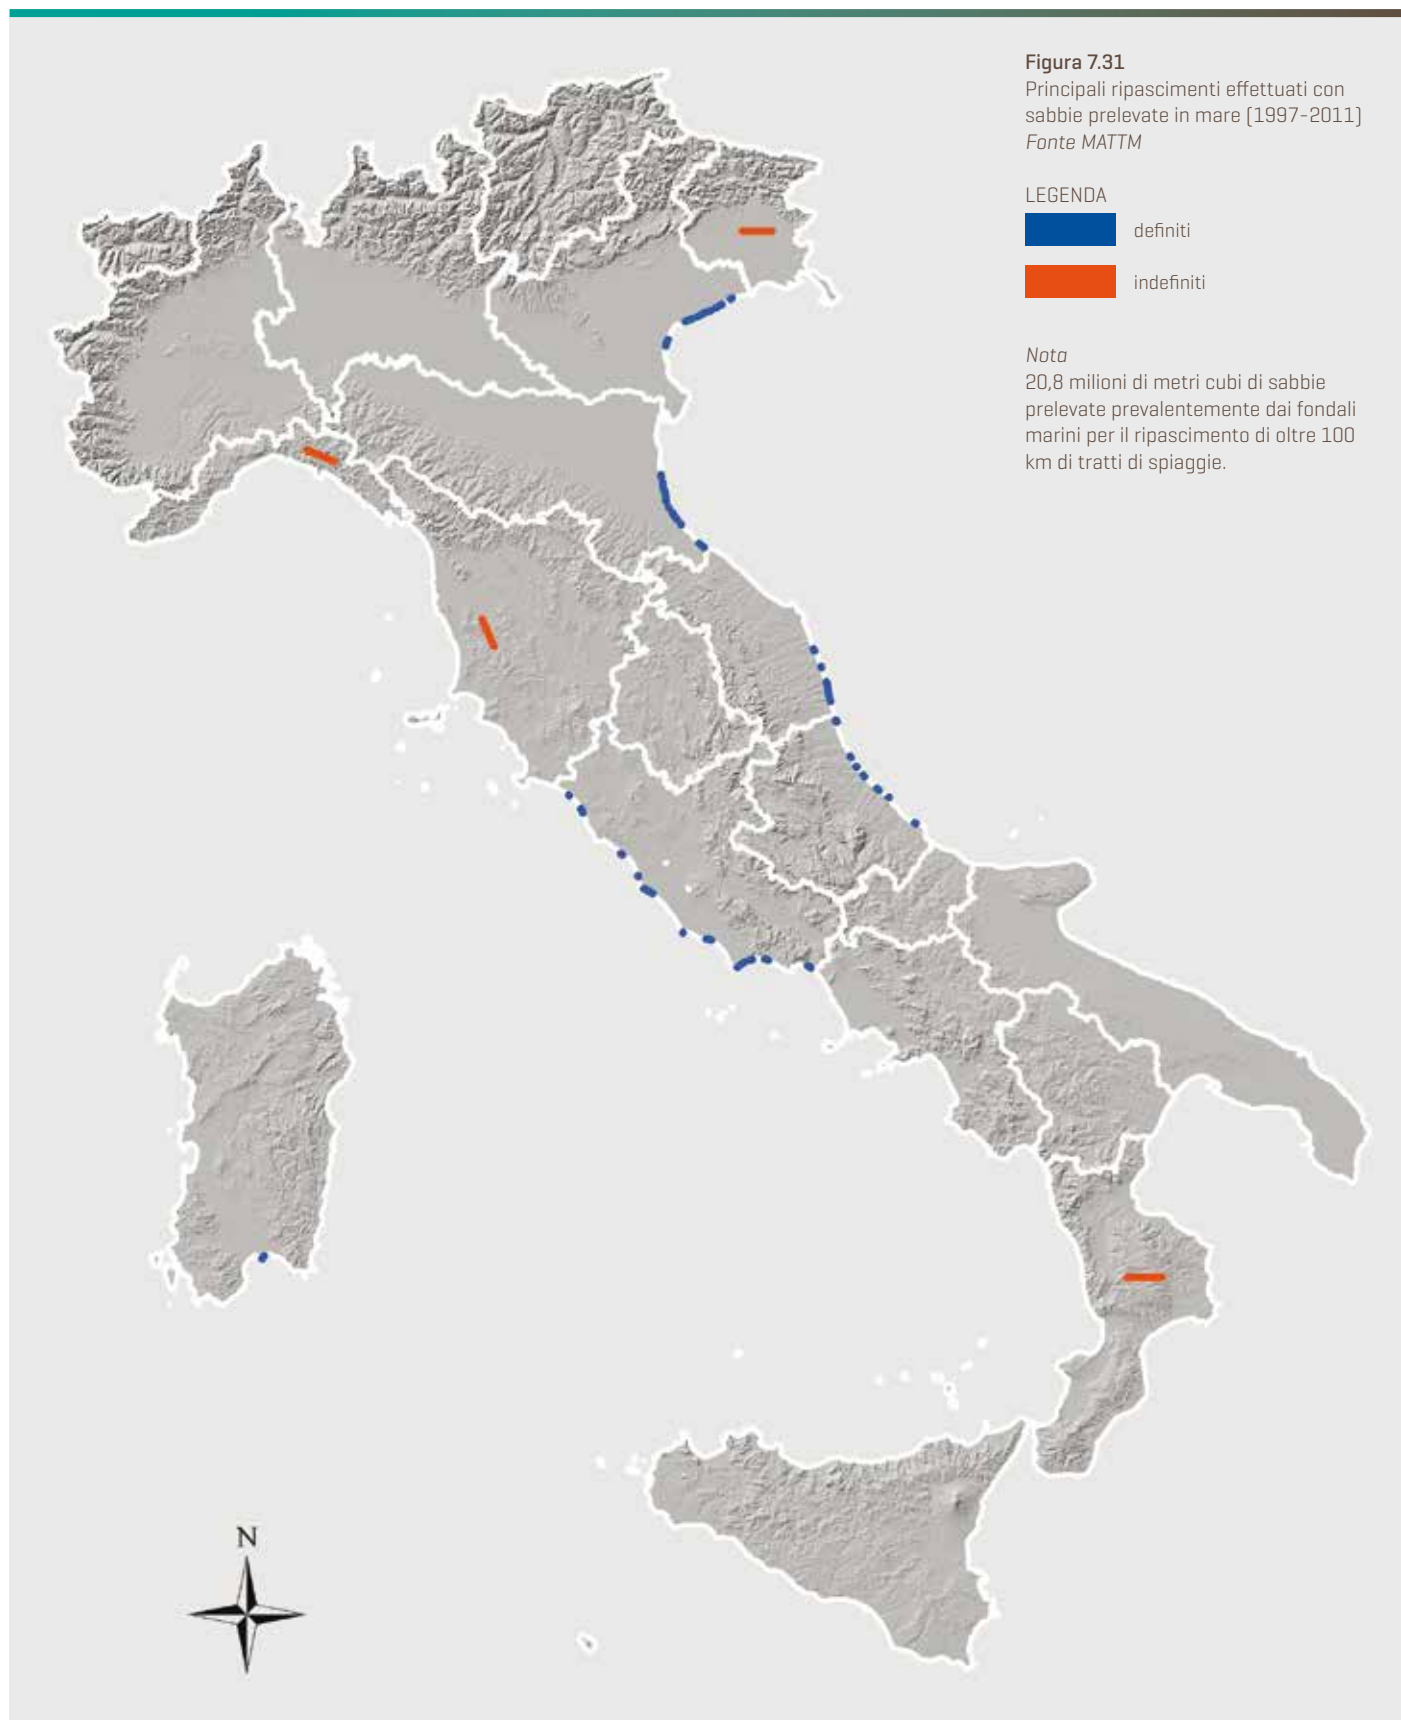 Figura 7.31
Principali ripascimenti effettuati con
sabbie prelevate in mare (1997-2011)
Fonte MATTM
LEGENDA
definiti
indefiniti
Nota
20,8 milioni di metri cubi di sabbie
prelevate prevalentemente dai fondali
marini per il ripascimento di oltre 100
km di tratti di spiaggie.
N